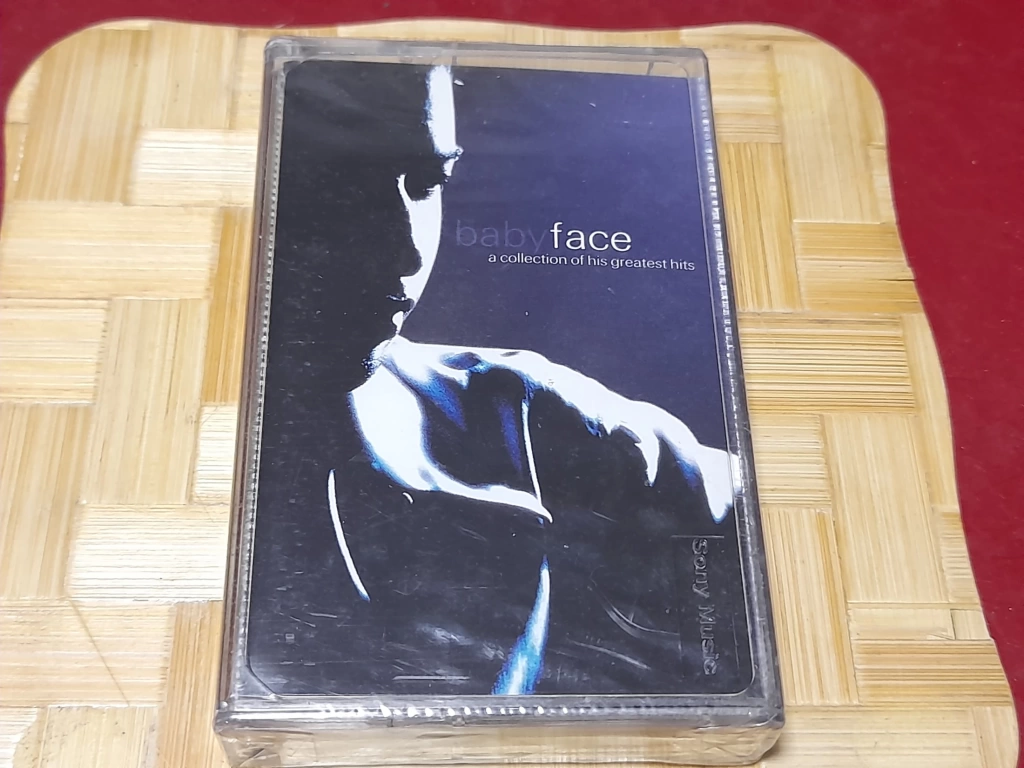 babyface
a collection of his greatest hits
Sony Music